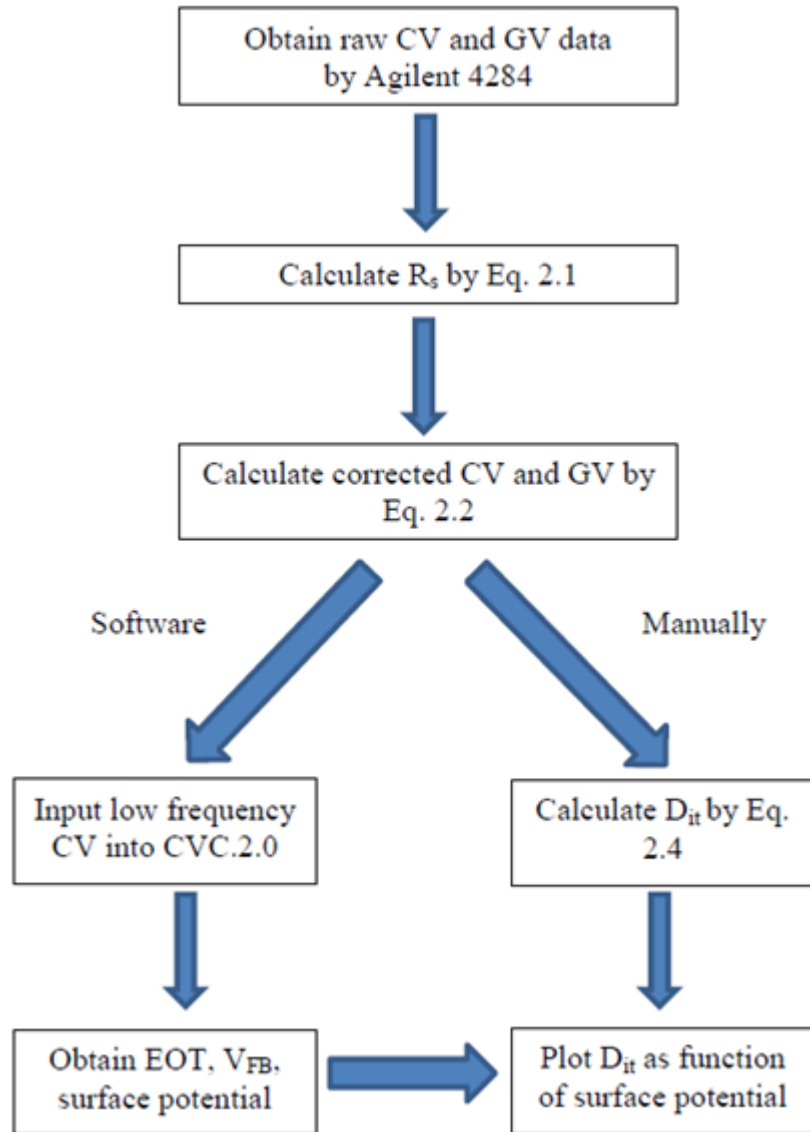 Obtain raw CV and GV data
by Agilent 4284
Calculate Rs by Eq. 2.1
Calculate corrected CV and GV by
Eq. 2.2
Software
Manually
Input low frequency
CV into CVC.2.0
Calculate Dit by Eq.
2.4
Obtain EOT, VFB,
surface potential
Plot Dit as function
of surface potential